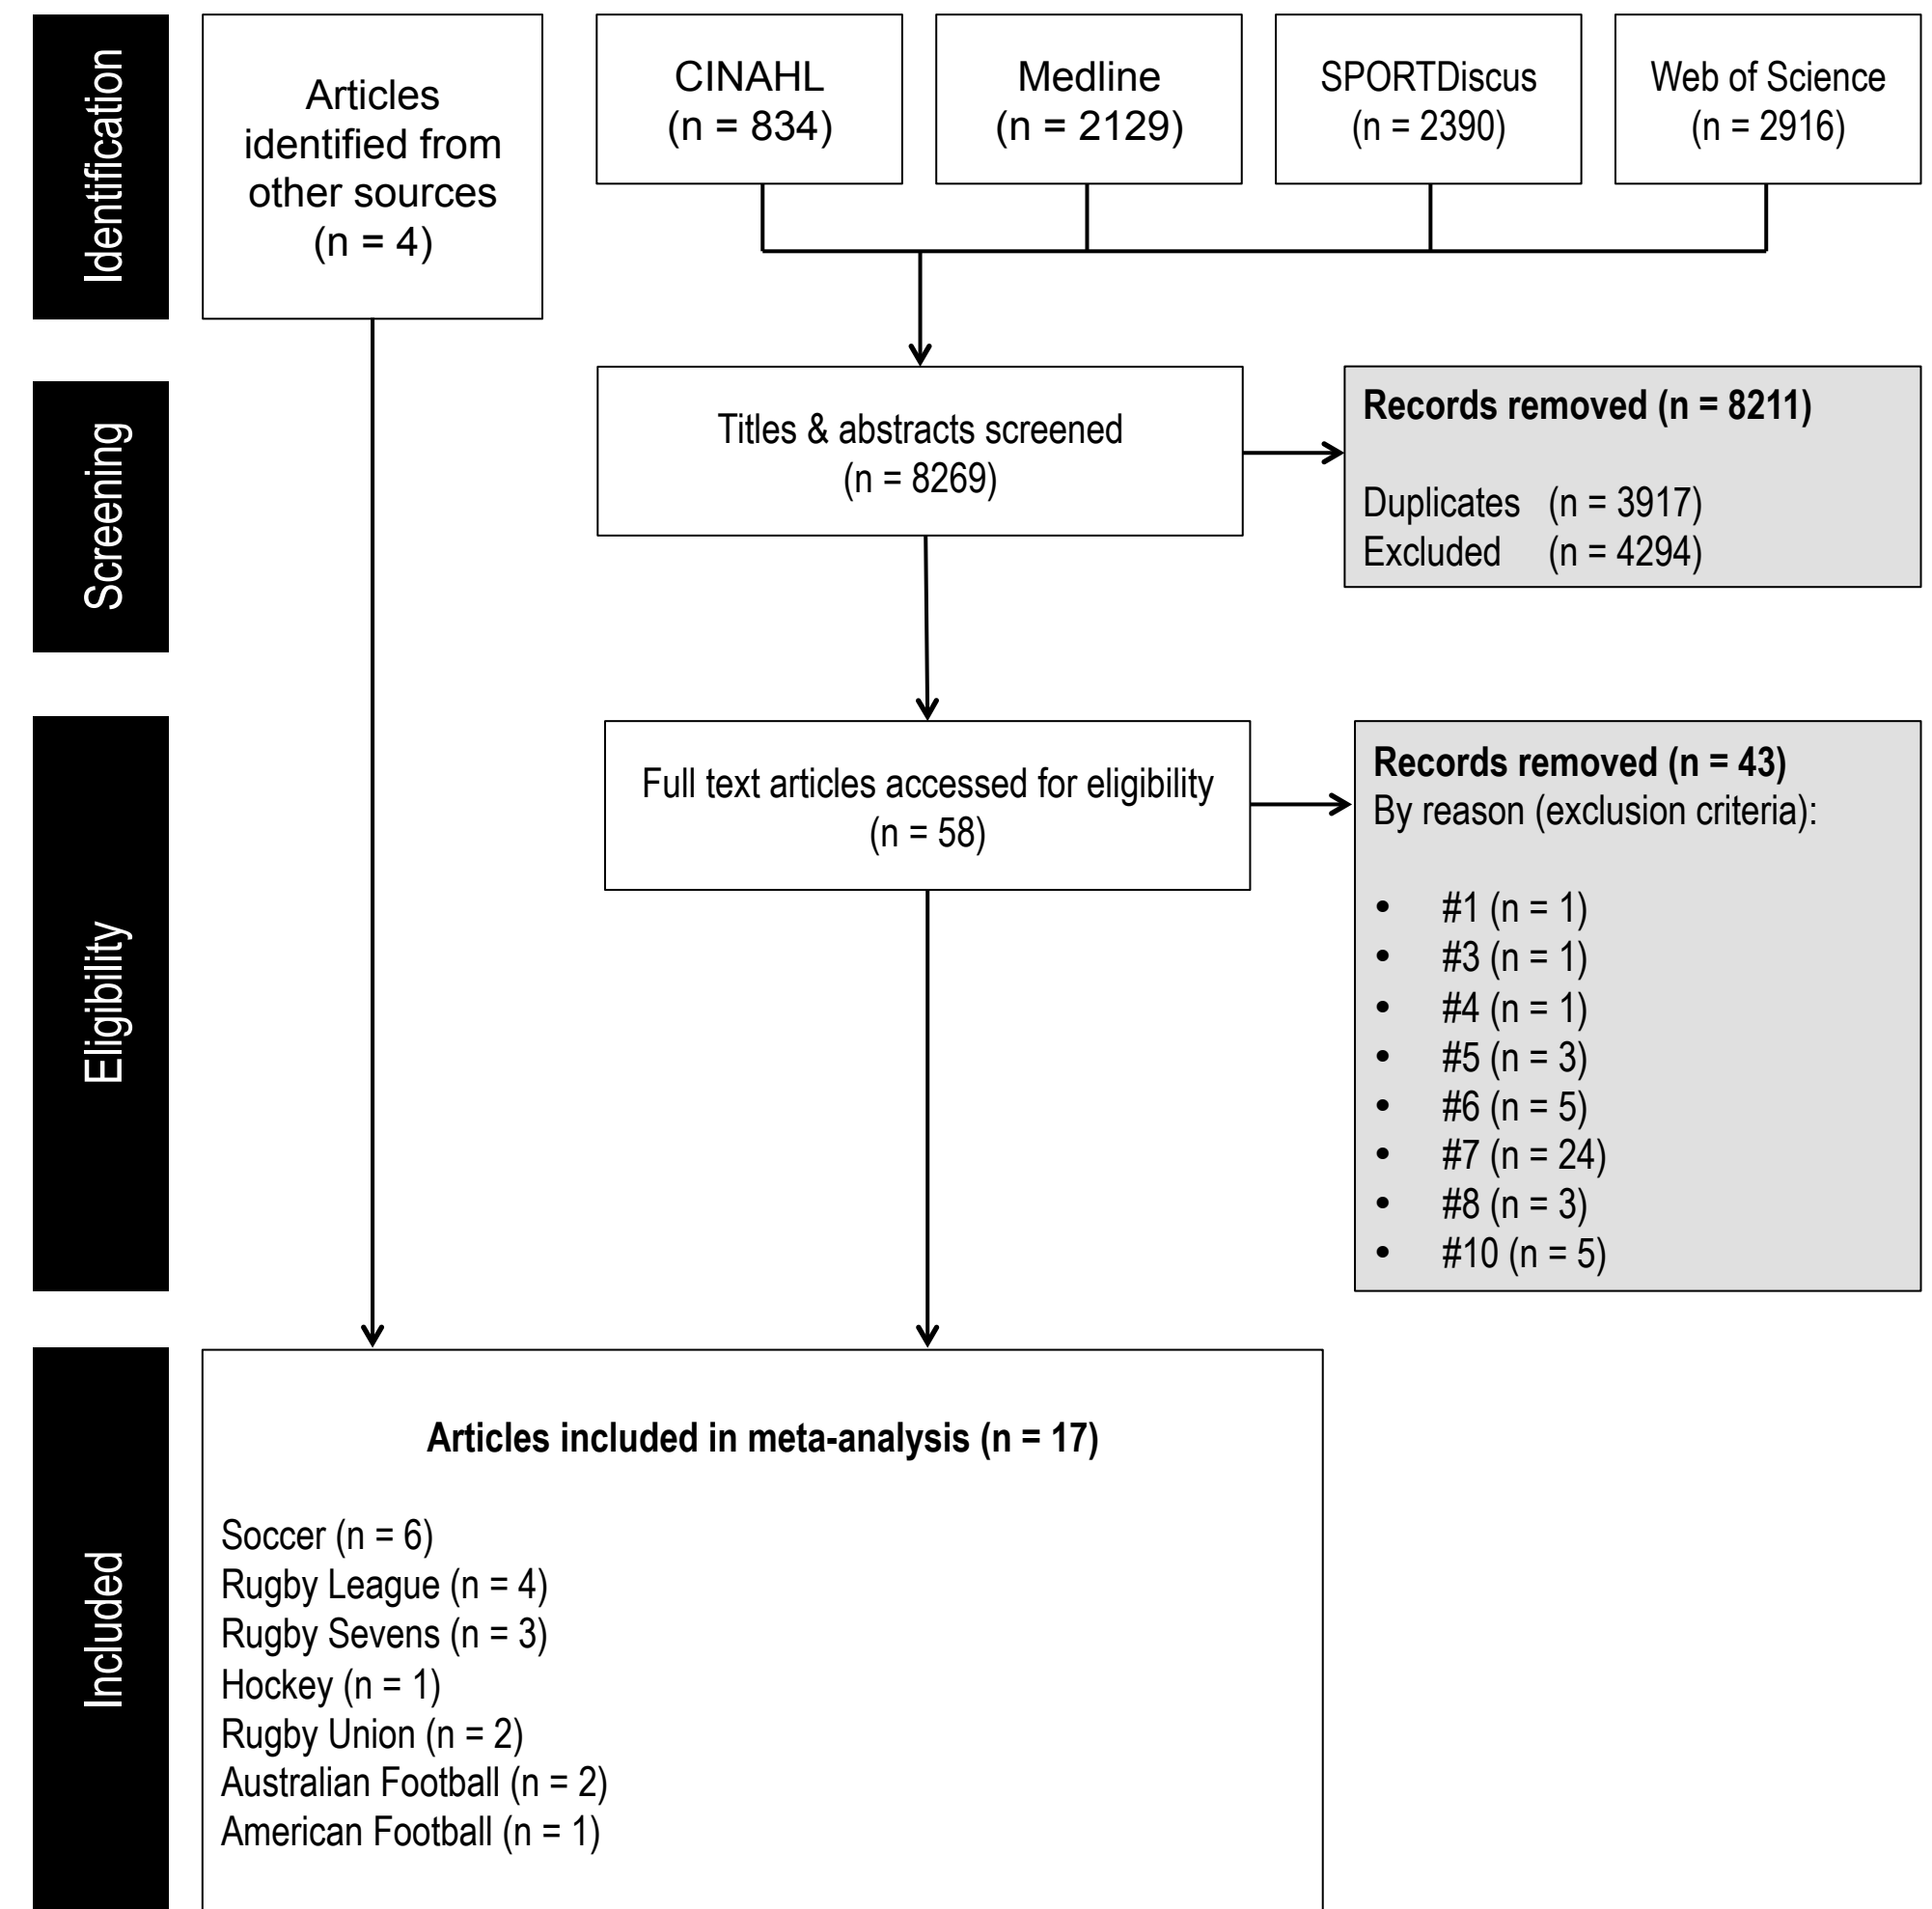 Identification
Articles
identified from
other sources
(n = 4)
CINAHL
(n = 834)
Medline
(n = 2129)
SPORTDiscus
(n = 2390)
Web of Science
(n = 2916)
Screening
Titles & abstracts screened
(n = 8269)
Records removed (n = 8211)
Duplicates (n = 3917)
Excluded (n = 4294)
Eligibility
Full text articles accessed for eligibility
(n = 58)
Records removed (n = 43)
By reason (exclusion criteria):
• #1 (n = 1)
• #3 (n = 1)
• #4 (n = 1)
• #5 (n = 3)
• #6 (n = 5)
• #7 (n = 24)
• #8 (n = 3)
• #10 (n = 5)
Included
Articles included in meta-analysis (n = 17)
Soccer (n = 6)
Rugby League (n = 4)
Rugby Sevens (n = 3)
Hockey (n = 1)
Rugby Union (n = 2)
Australian Football (n = 2)
American Football (n = 1)